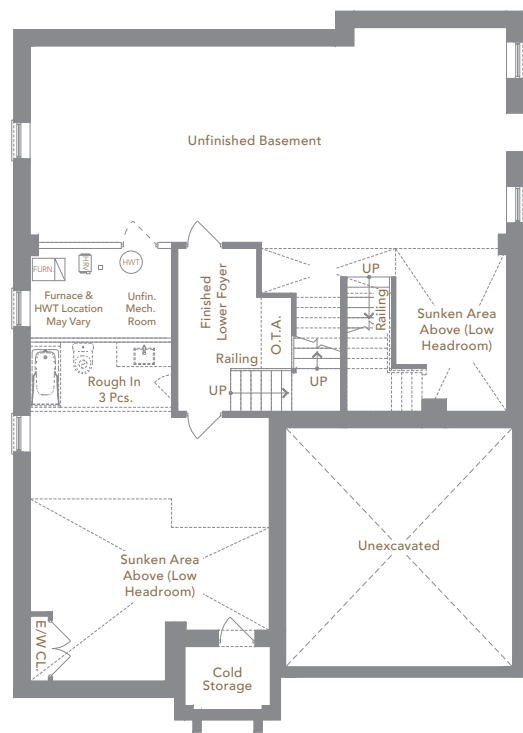 Unfinished Basement
FURN.
HRV
HWT
Furnace &
HWT Location
May Vary
Unfin.
Mech.
Room
Finished
Lower Foyer
UP
Railing
Sunken Area
Above (Low
Headroom)
O.T.A.
Railing
UP
UP
Rough In
3 Pcs.
Unexcavated
Sunken Area
Above (Low
Headroom)
E/W CL.
Cold
Storage